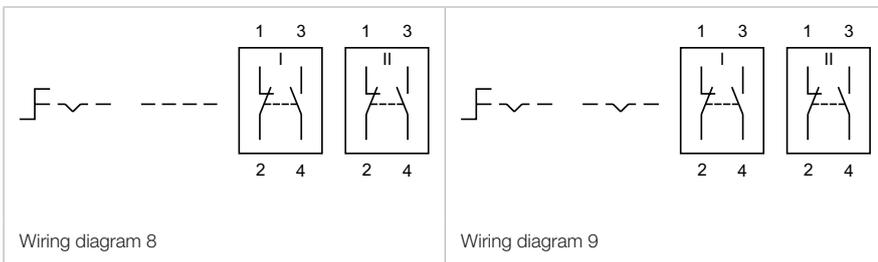 1 3 1 3 1 3 1 3
I II I II
2 4 2 4 2 4 2 4
Wiring diagram 8
Wiring diagram 9